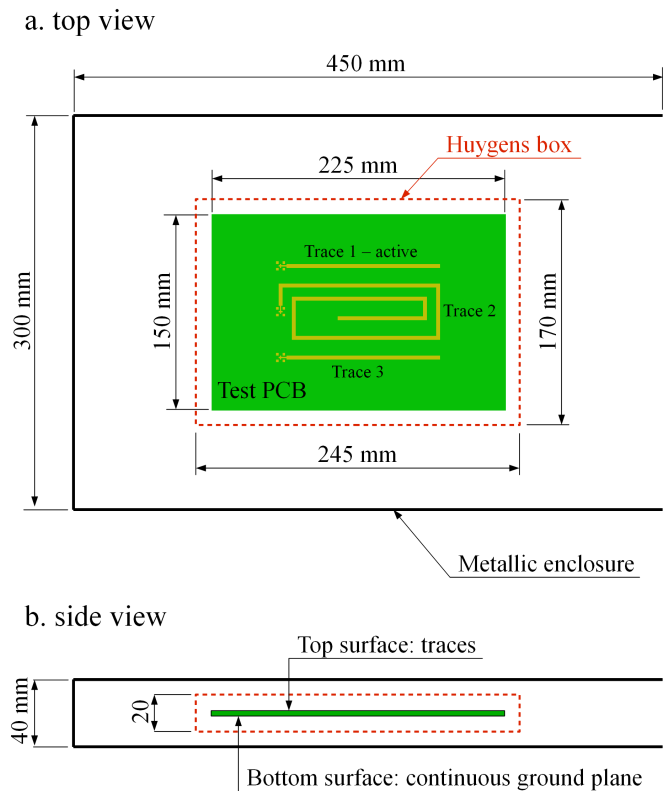 a. top view
450 mm
Huygens box
225 mm
Trace 1 – active
300 mm
150 mm
Trace 2
170 mm
Trace 3
Test PCB
245 mm
Metallic enclosure
b. side view
Top surface: traces
40 mm
20
Bottom surface: continuous ground plane